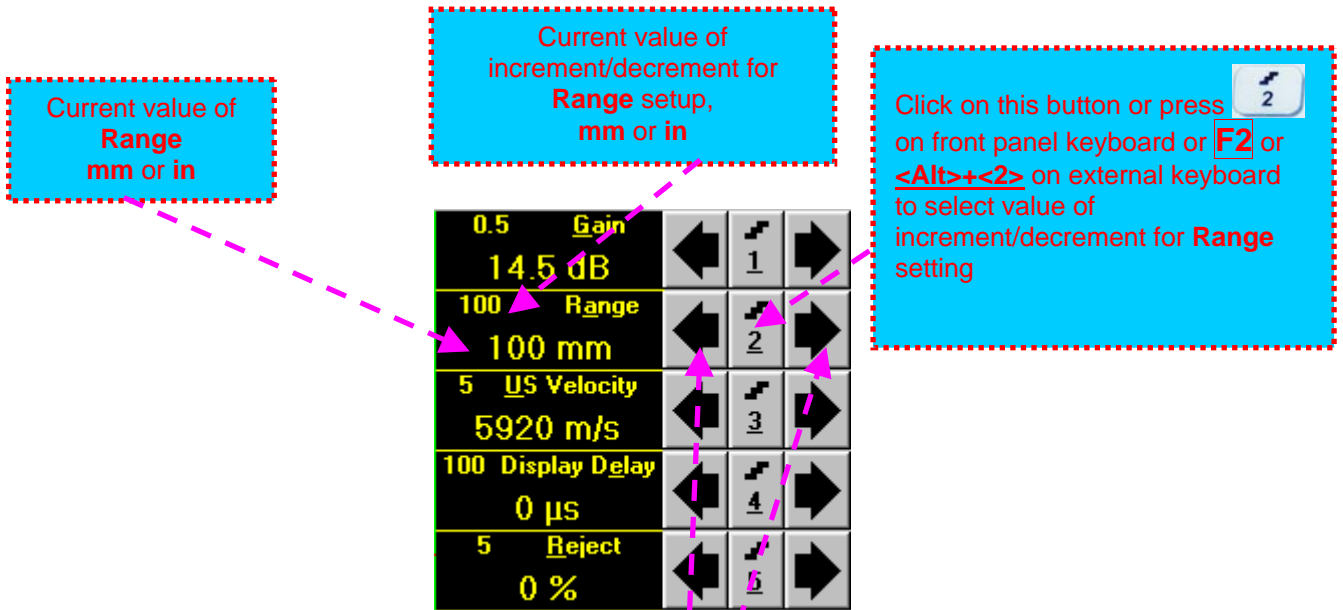 Current value of
Range
mm or in
Current value of
increment/decrement for
Range setup,
mm or in
Click on this button or press 2
on front panel keyboard or F2 or
<Alt>+<2> on external keyboard
to select value of
increment/decrement for Range
setting
0.5 Gain 1
14.5 dB
100 Range 2
100 mm
5 US Velocity 3
5920 m/s
100 Display Delay 4
0 µs
5 Reject 5
0 %